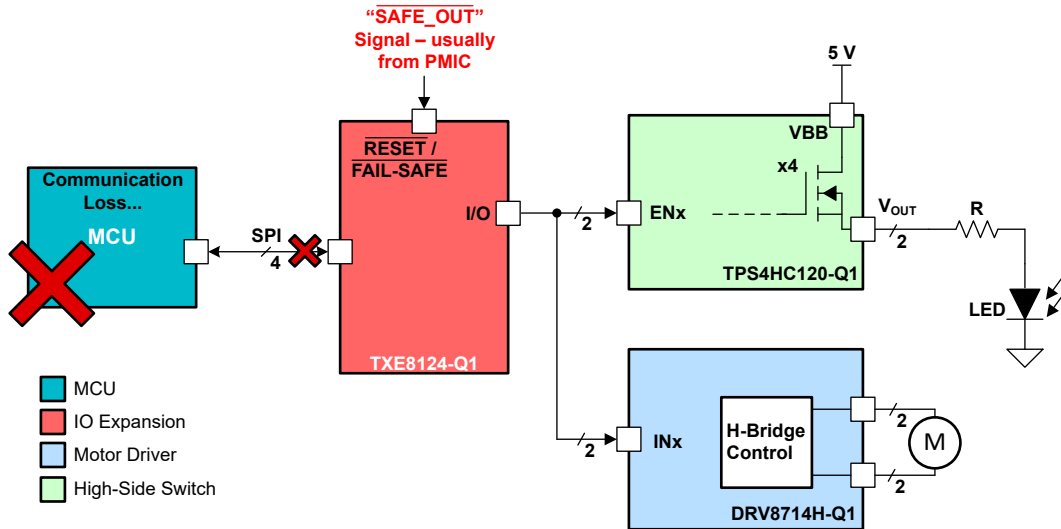 “SAFE_OUT”
Signal – usually
from PMIC
5 V
VBB
RESET /
FAIL-SAFE
x4
Communication
Loss...
MCU
SPI
4
I/O
2
ENx
VOUT
2
R
TPS4HC120-Q1
LED
TXE8124-Q1
MCU
IO Expansion
Motor Driver
High-Side Switch
2
INx
H-Bridge
Control
2
M
2
DRV8714H-Q1